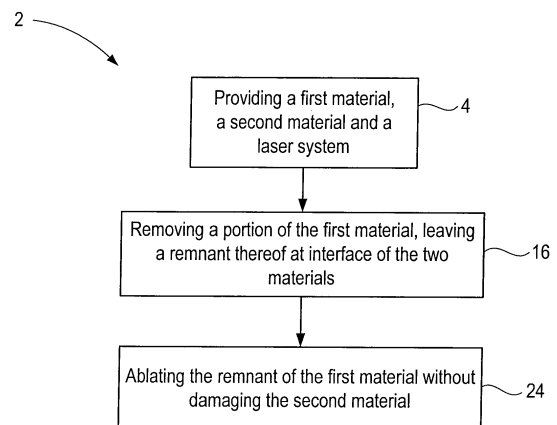 2
Providing a first material,
a second material and a
laser system
4
Removing a portion of the first material, leaving
a remnant thereof at interface of the two
materials
16
Ablating the remnant of the first material without
damaging the second material
24